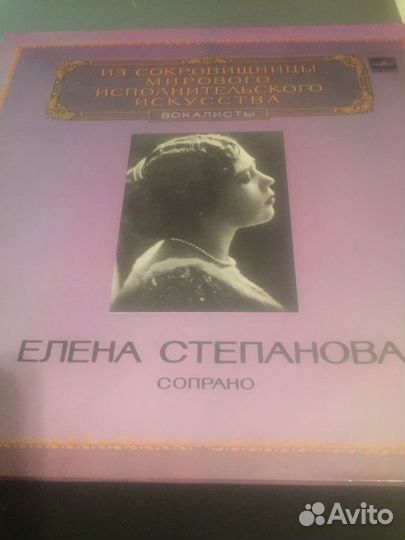 ИЗ СОКРОВИЩНИЦЫ
МИРОВОГО
ИСПОЛНИТЕЛЬСКОГО
ИСКУССТВА
ВОКАЛИСТЫ
ЕЛЕНА СТЕПАНОВА
СОПРАНО
Avito